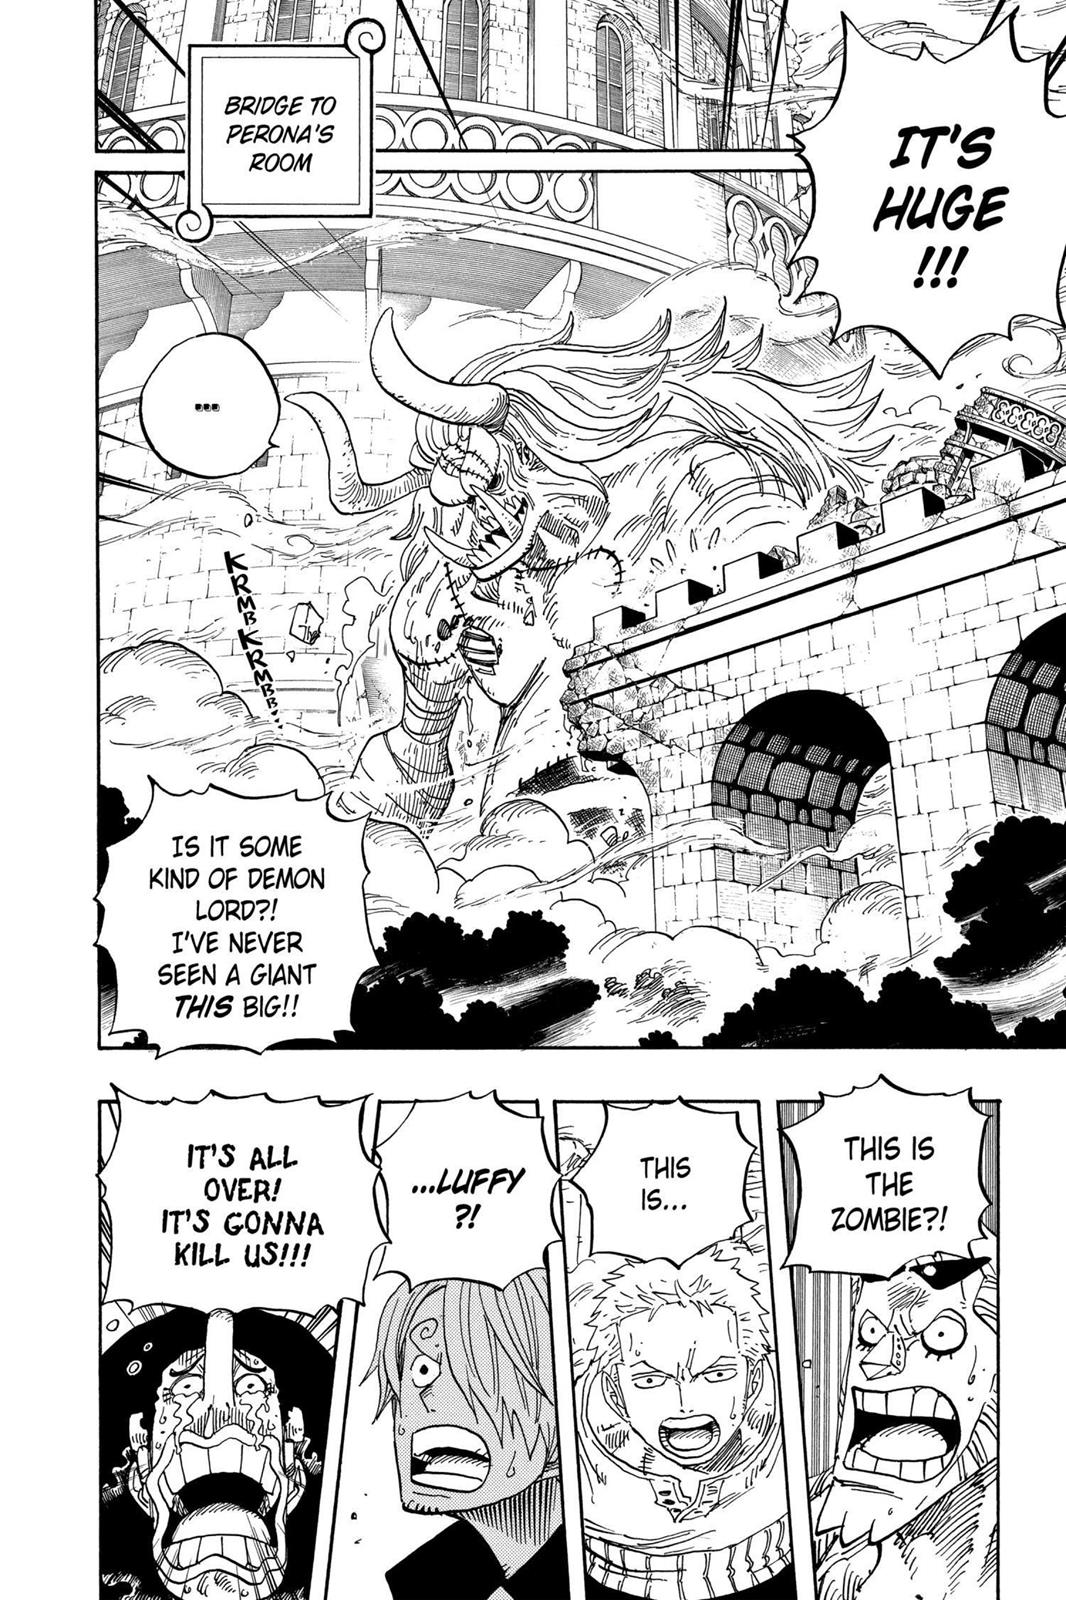 BRIDGE TO
PERONA'S
ROOM
IT'S
HUGE
!!!
...
KRMB KRMBB...
IS IT SOME
KIND OF DEMON
LORD?!
I'VE NEVER
SEEN A GIANT
THIS BIG!!
THIS IS
THE
ZOMBIE?!
THIS
IS...
...LUFFY
?!
IT'S ALL
OVER!
IT'S GONNA
KILL US!!!